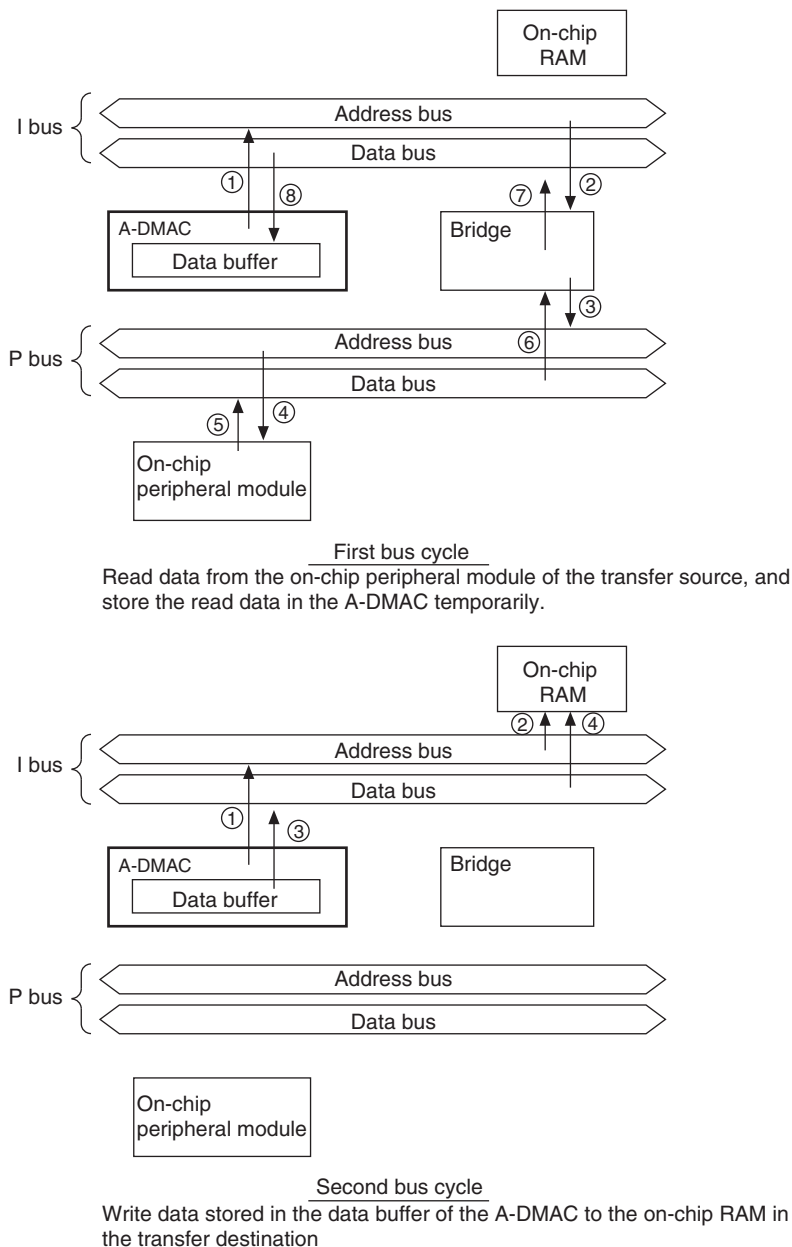 On-chip
RAM
I bus
Address bus
Data bus
①
⑧
⑦
②
A-DMAC
Data buffer
Bridge
③
⑥
P bus
Address bus
Data bus
⑤
④
On-chip
peripheral module
First bus cycle
Read data from the on-chip peripheral module of the transfer source, and
store the read data in the A-DMAC temporarily.
On-chip
RAM
②
④
I bus
Address bus
Data bus
①
③
A-DMAC
Data buffer
Bridge
P bus
Address bus
Data bus
On-chip
peripheral module
Second bus cycle
Write data stored in the data buffer of the A-DMAC to the on-chip RAM in
the transfer destination